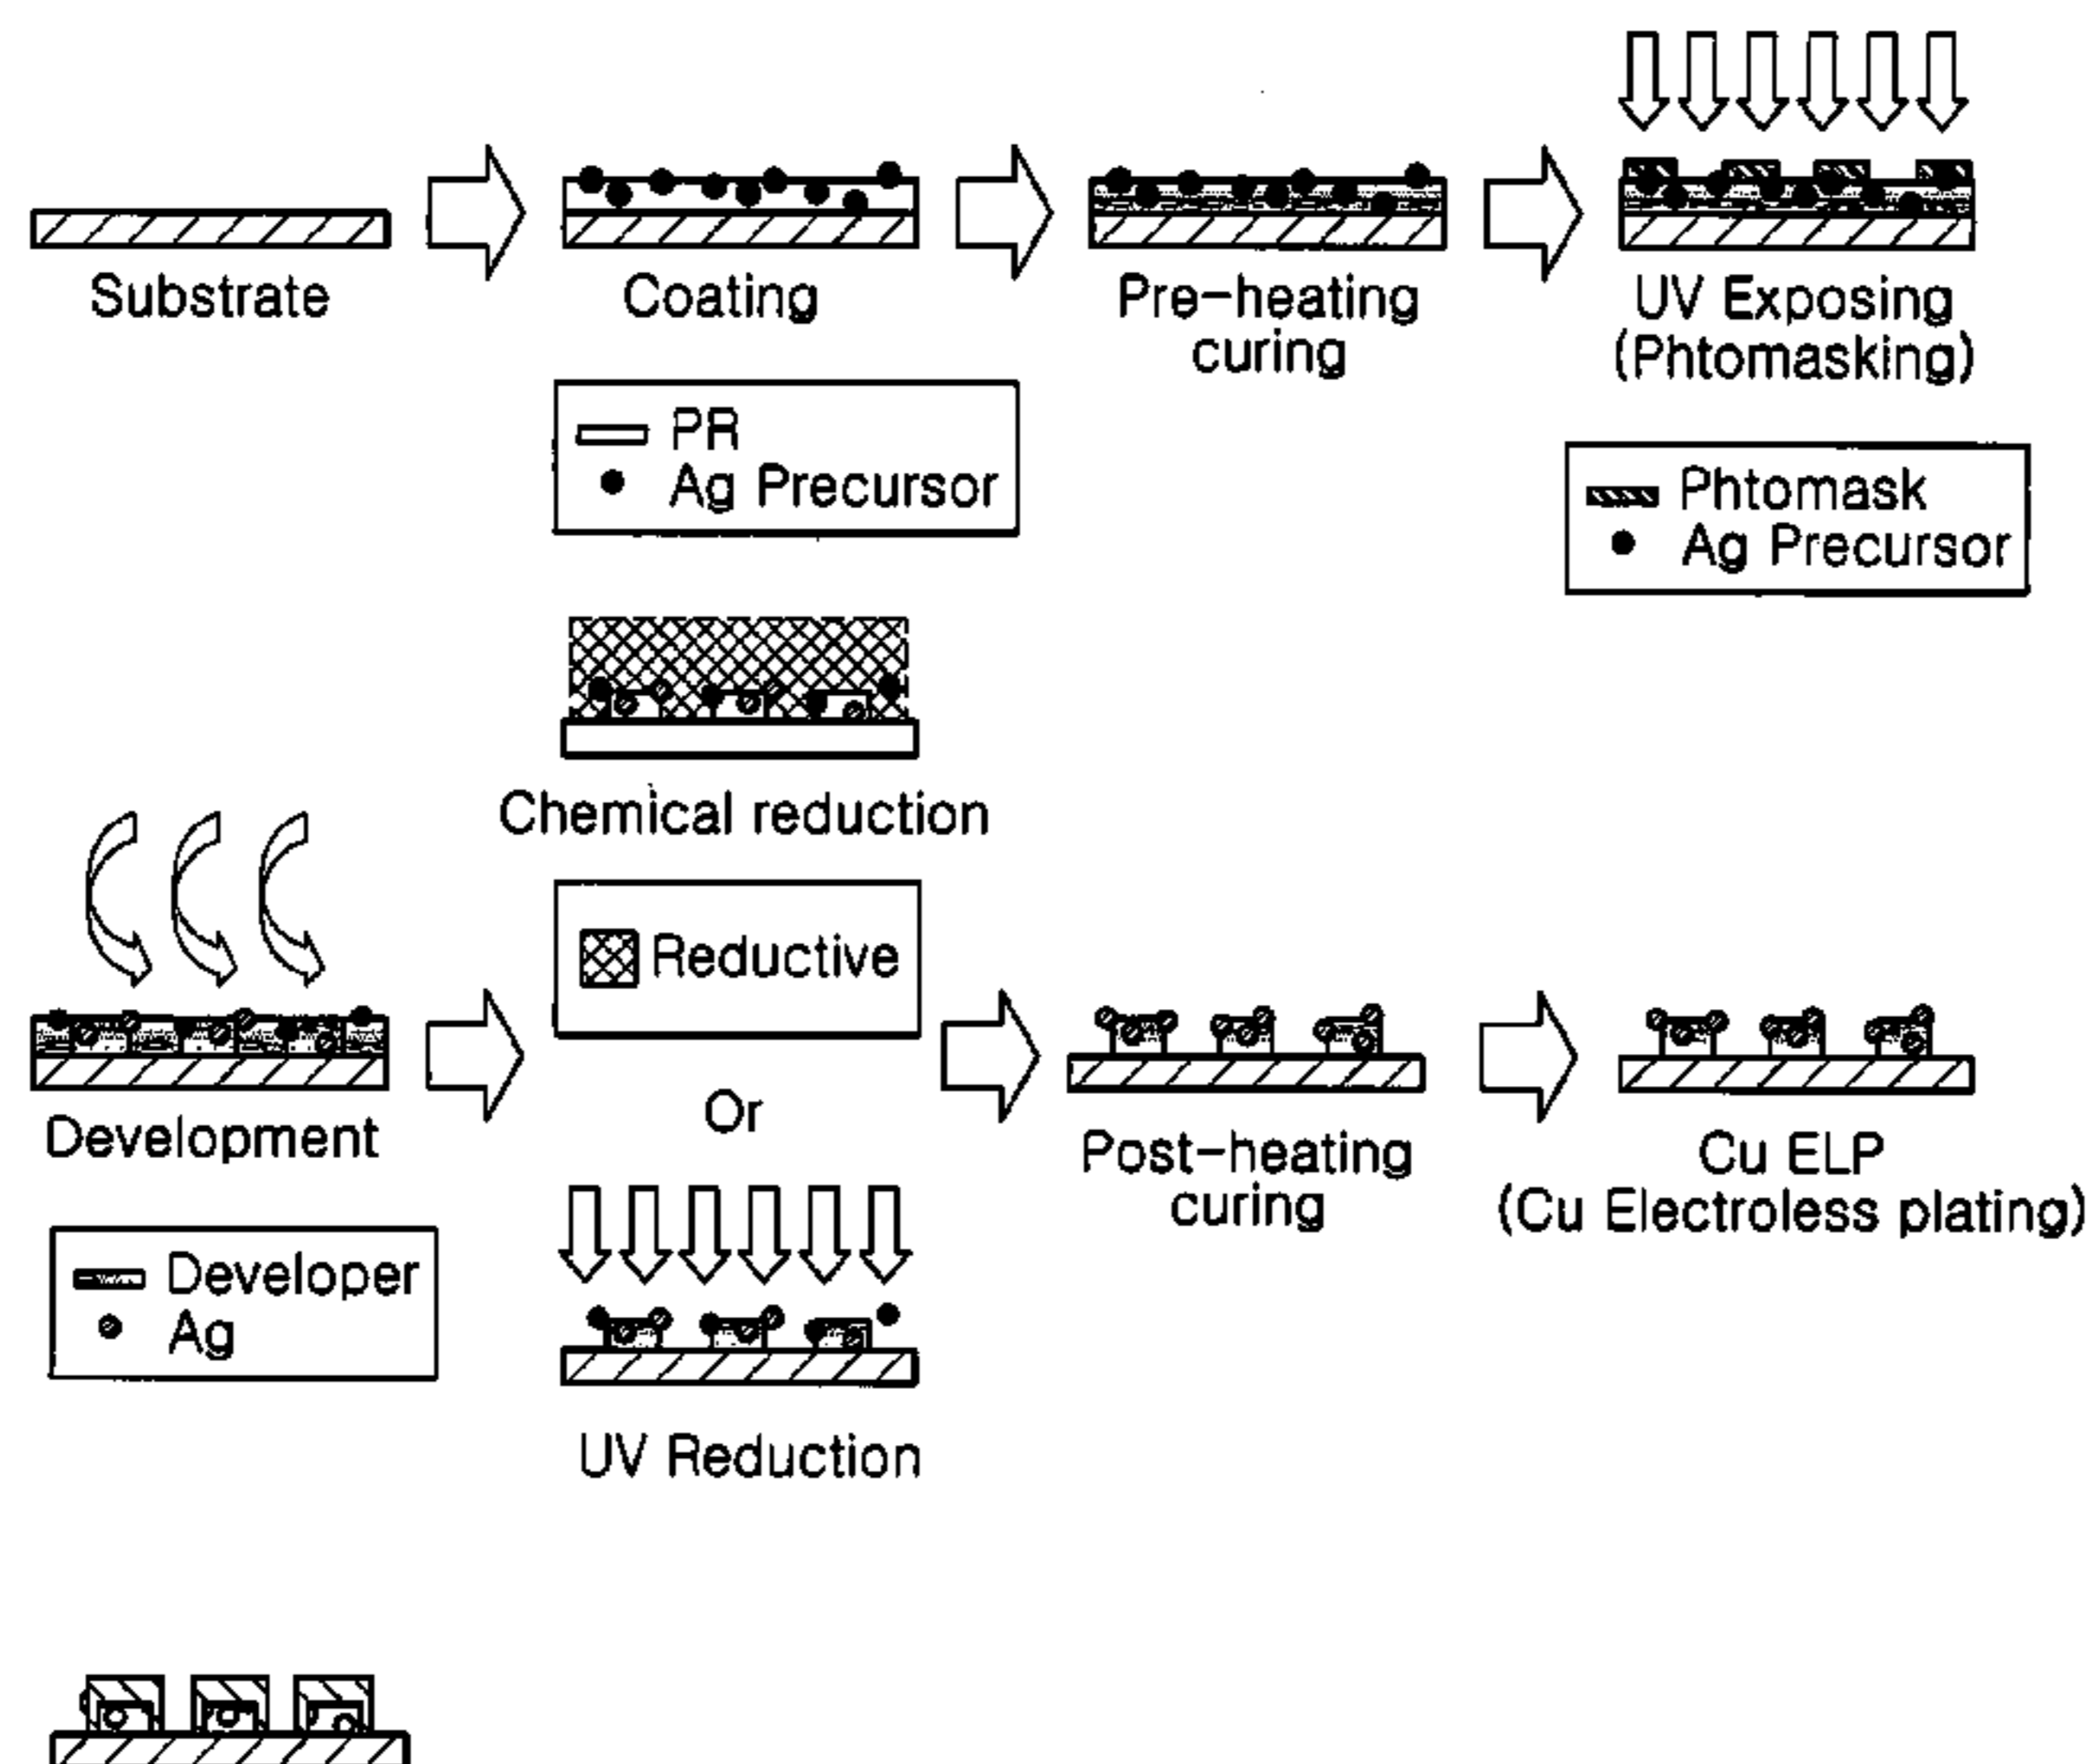 Substrate
Coating
Pre-heating
curing
UV Exposing
(Phtomasking)
PR
Ag Precursor
Phtomask
Ag Precursor
Chemical reduction
Reductive
Or
Development
Developer
Ag
UV Reduction
Post-heating
curing
Cu ELP
(Cu Electroless plating)